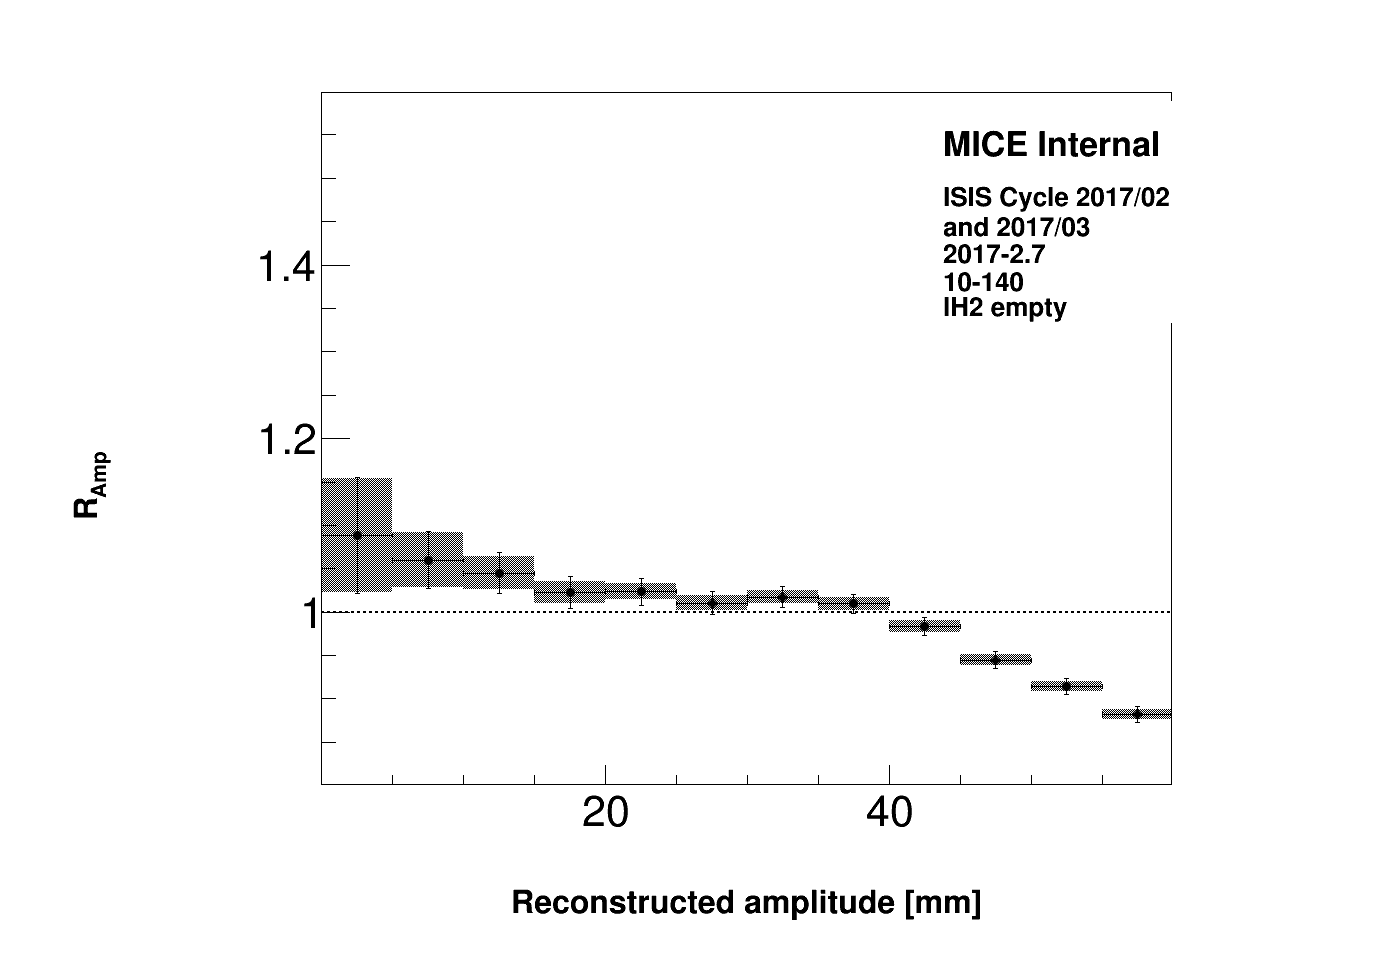 MICE Internal
ISIS Cycle 2017/02
and 2017/03
2017-2.7
10-140
lH2 empty
1.4
1.2
1
R_Amp
20
40
Reconstructed amplitude [mm]